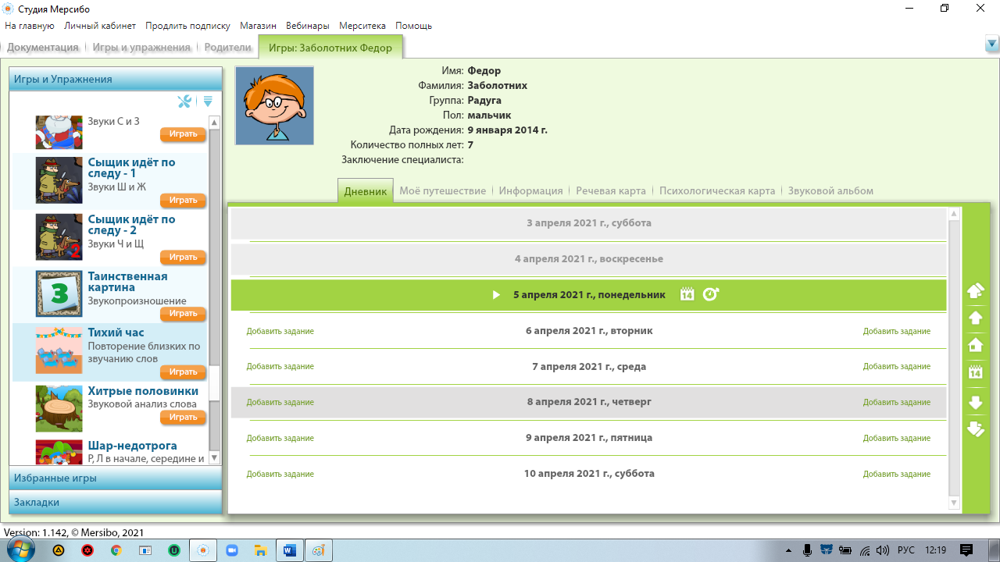 Студия Мерсибо
На главную Личный кабинет Продлить подписку Магазин Вебинары Мерситека Помощь
Документация Игры и упражнения Родители Игры: Заболотних Федор
Игры и Упражнения
Звуки С и З
Играть
Сыщик идёт по
следу - 1
Звуки Ш и Ж
Играть
Сыщик идёт по
следу - 2
Звуки Ч и Щ
Играть
2
Таинственная
картина
Звукопроизношение
Играть
3
Тихий час
Повторение близких по
звучанию слов
Играть
Хитрые половинки
Звуковой анализ слова
Играть
Шар-недотрога
Р, Л в начале, середине и
Избранные игры
Закладки
Имя: Федор
Фамилия: Заболотних
Группа: Радуга
Пол: мальчик
Дата рождения: 9 января 2014 г.
Количество полных лет: 7
Заключение специалиста:
Дневник Моё путешествие Информация Речевая карта Психологическая карта Звуковой альбом
3 апреля 2021 г., суббота
4 апреля 2021 г., воскресенье
5 апреля 2021 г., понедельник 14
Добавить задание 6 апреля 2021 г., вторник Добавить задание
Добавить задание 7 апреля 2021 г., среда Добавить задание
14
Добавить задание 8 апреля 2021 г., четверг Добавить задание
Добавить задание 9 апреля 2021 г., пятница Добавить задание
Добавить задание 10 апреля 2021 г., суббота Добавить задание
Version: 1.142, © Mersibo, 2021
РУС 12:19